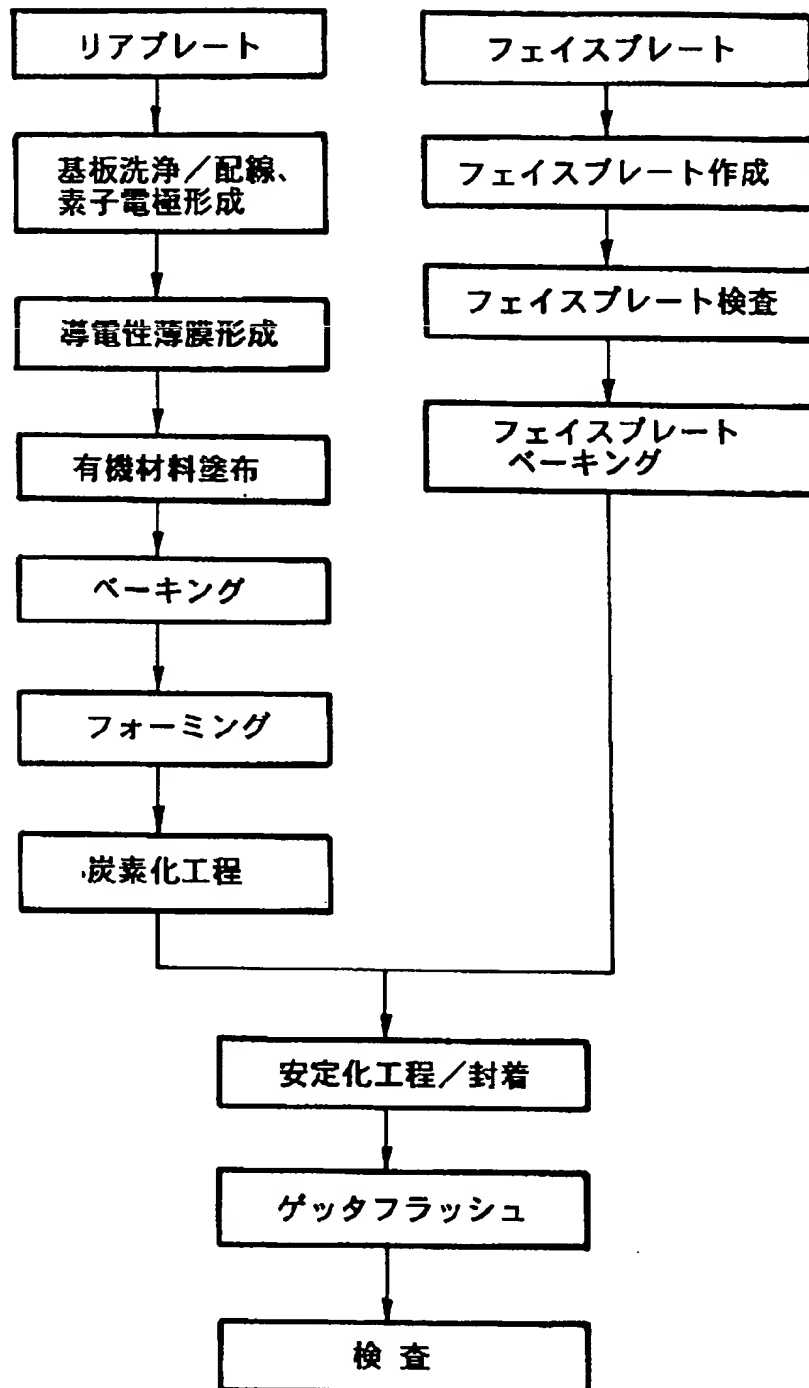 リアプレート
基板洗浄／配線、
素子電極形成
導電性薄膜形成
有機材料塗布
ベーキング
フォーミング
炭素化工程
フェイスプレート
フェイスプレート作成
フェイスプレート検査
フェイスプレート
ベーキング
安定化工程／封着
ゲッタフラッシュ
検 査